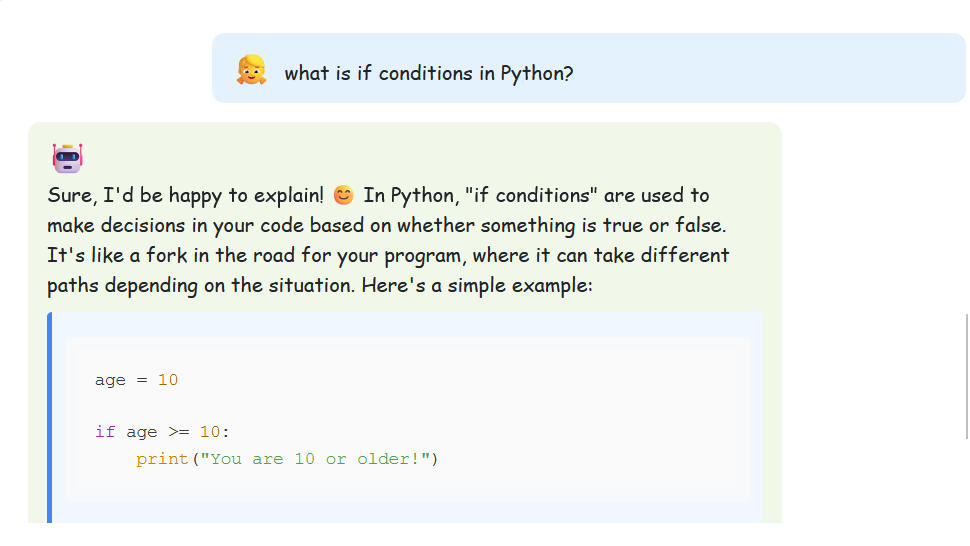 what is if conditions in Python?
Sure, I'd be happy to explain! 😊 In Python, "if conditions" are used to
make decisions in your code based on whether something is true or false.
It's like a fork in the road for your program, where it can take different
paths depending on the situation. Here's a simple example:
age = 10
if age >= 10:
    print("You are 10 or older!")